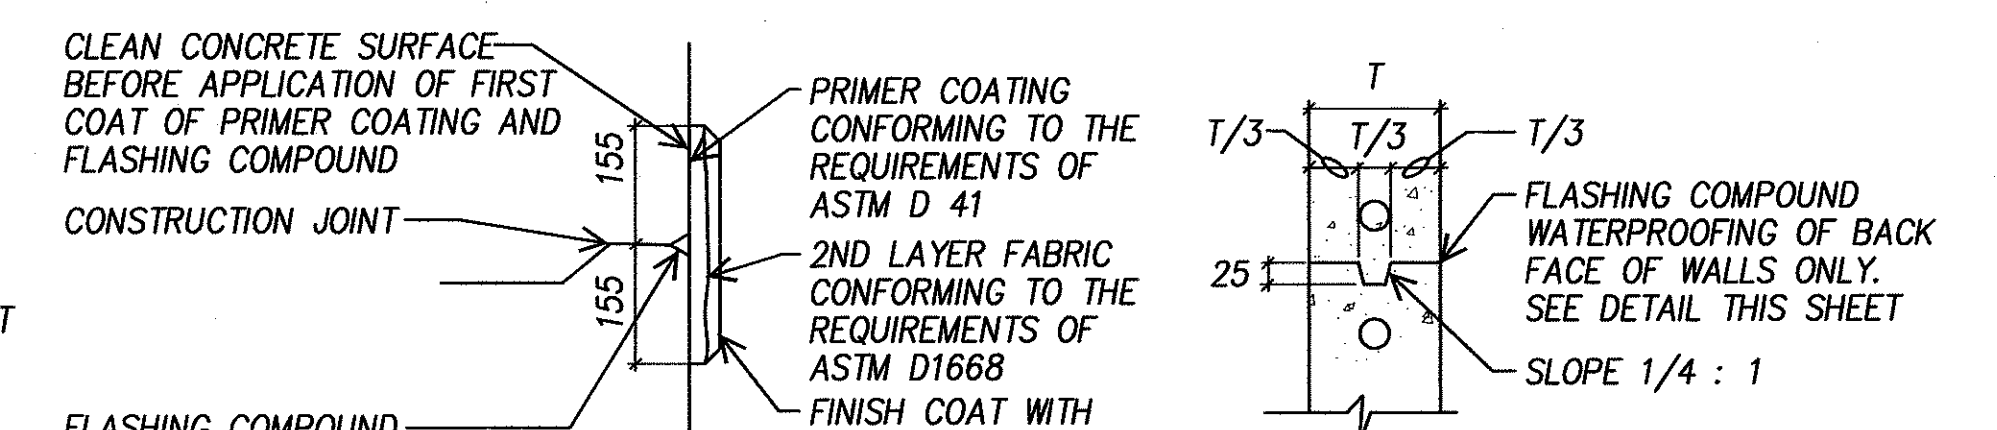 CLEAN CONCRETE SURFACE
BEFORE APPLICATION OF FIRST
COAT OF PRIMER COATING AND
FLASHING COMPOUND
CONSTRUCTION JOINT
T
FLASHING COMPOUND
155
155
PRIMER COATING
CONFORMING TO THE
REQUIREMENTS OF
ASTM D 41
2ND LAYER FABRIC
CONFORMING TO THE
REQUIREMENTS OF
ASTM D1668
FINISH COAT WITH
T
T/3
T/3
T/3
25
FLASHING COMPOUND
WATERPROOFING OF BACK
FACE OF WALLS ONLY.
SEE DETAIL THIS SHEET
SLOPE 1/4 : 1